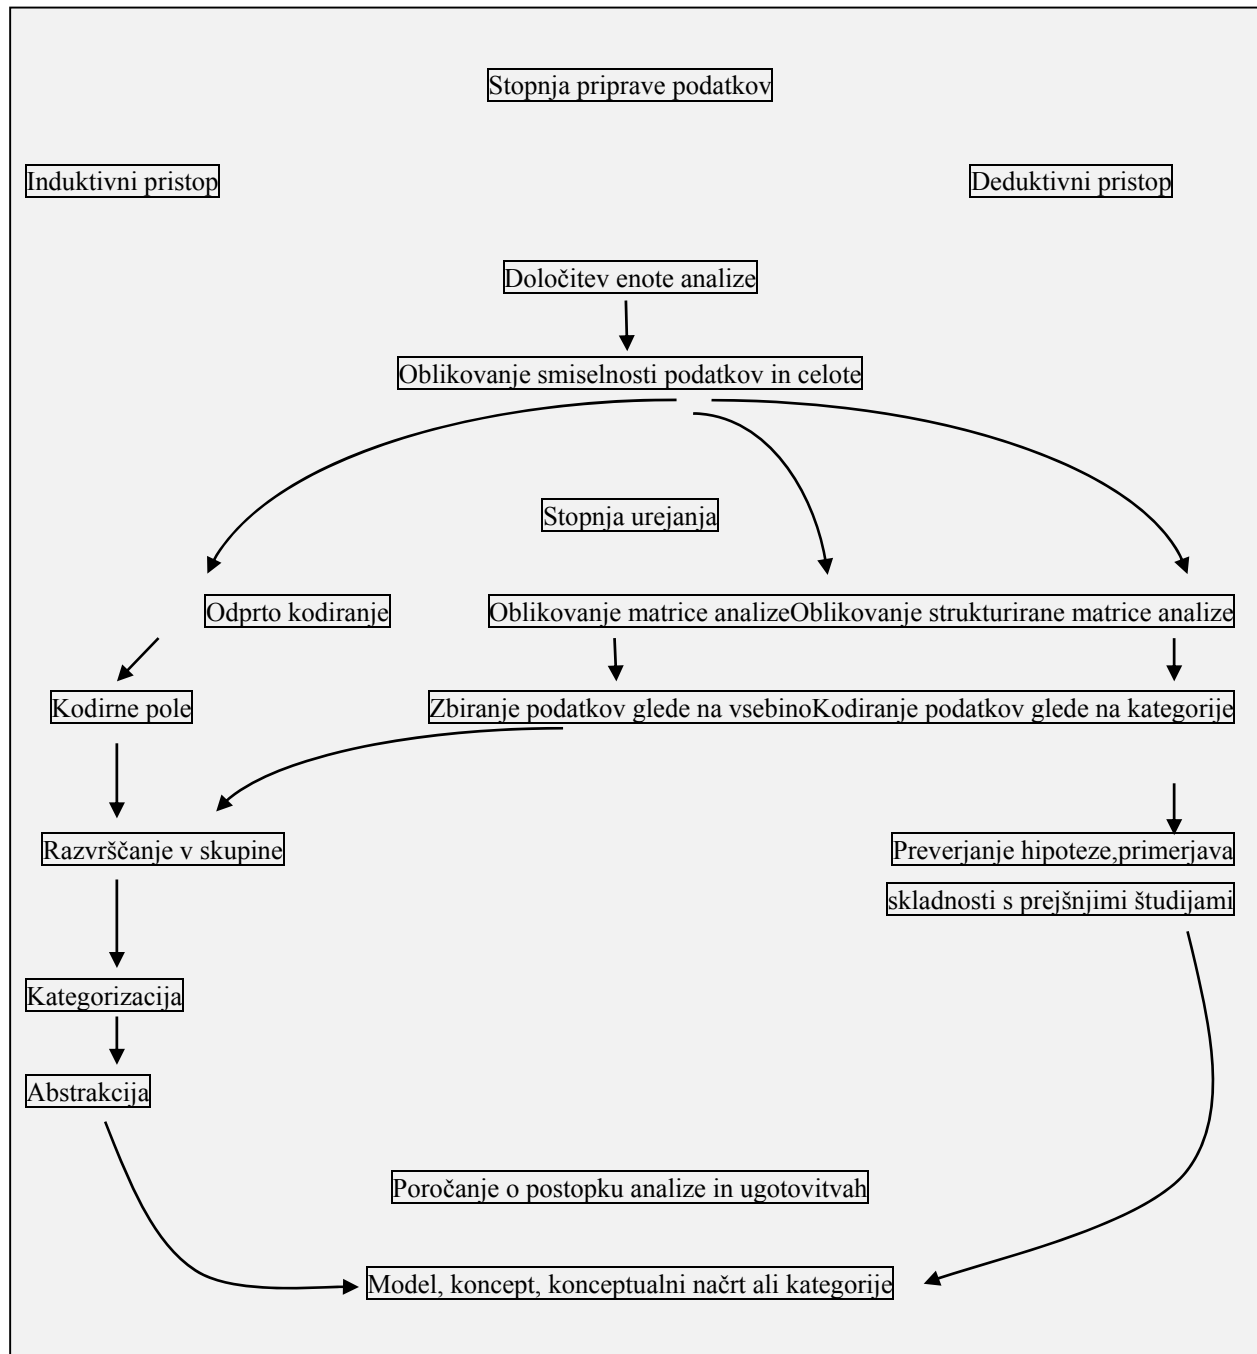 Stopnja priprave podatkov
Induktivni pristop
Deduktivni pristop
Določitev enote analize
Oblikovanje smiselnosti podatkov in celote
Stopnja urejanja
Odprto kodiranje
Oblikovanje matrice analizeOblikovanje strukturirane matrice analize
Kodirne pole
Zbiranje podatkov glede na vsebinoKodiranje podatkov glede na kategorije
Razvrščanje v skupine
Preverjanje hipoteze,primerjava
skladnosti s prejšnjimi študijami
Kategorizacija
Abstrakcija
Poročanje o postopku analize in ugotovitvah
Model, koncept, konceptualni načrt ali kategorije